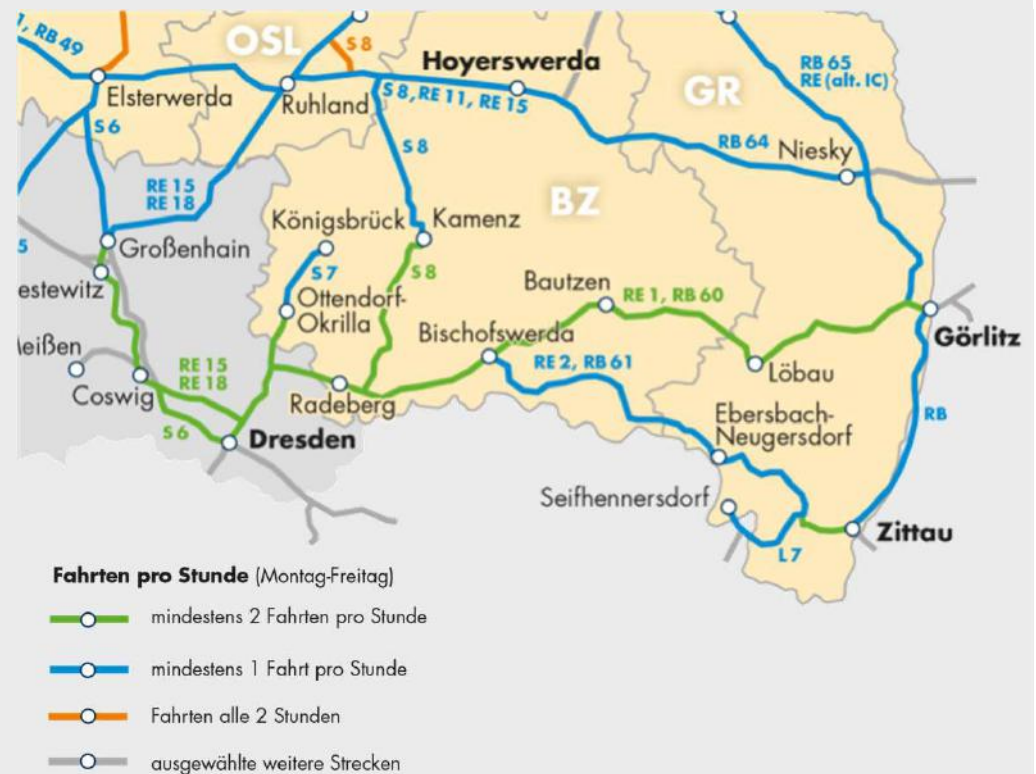 1, RB 49
OSL
S 8
Hoyerswerda
RB 65
RE (alt. IC)
GR
Elsterwerda
Ruhland
S 8, RE 11, RE 15
S 6
S 8
RB 64
Niesky
RE 15
RE 18
BZ
Königsbrück
Kamenz
5
Großenhain
S 7
S 8
estewitz
Ottendorf-
Okrilla
Bautzen
RE 1, RB 60
Bischofswerda
Görlitz
eißen
RE 15
RE 18
RE 2, RB 61
Löbau
Coswig
Radeberg
RB
S 6
Dresden
Ebersbach-
Neugersdorf
Seifhennersdorf
Zittau
L 7
Fahrten pro Stunde (Montag-Freitag)
mindestens 2 Fahrten pro Stunde
mindestens 1 Fahrt pro Stunde
Fahrten alle 2 Stunden
ausgewählte weitere Strecken